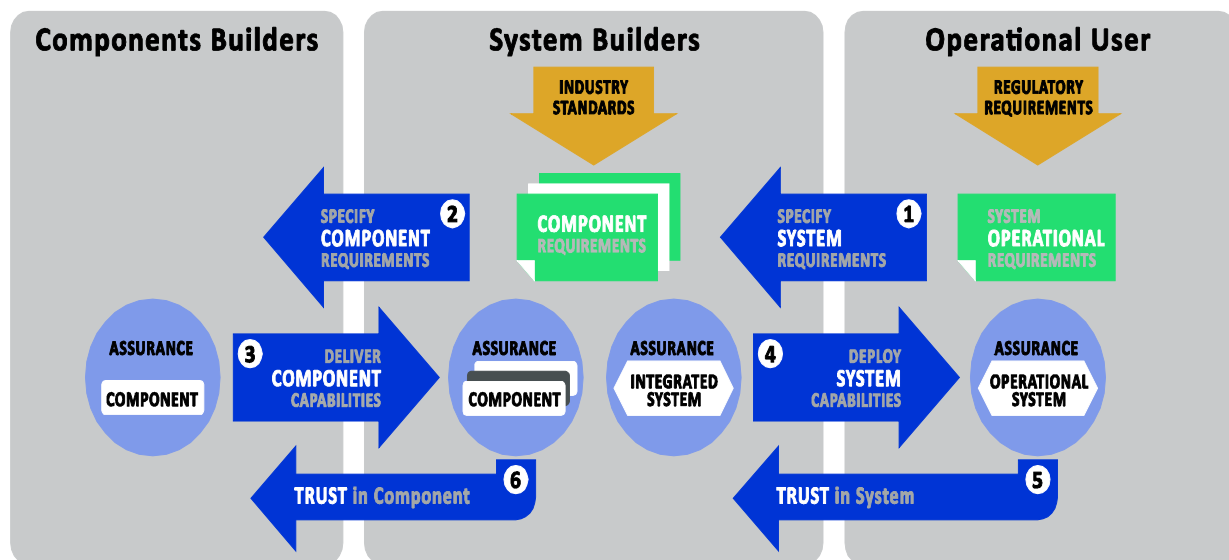 Components Builders
System Builders
Operational User
INDUSTRY
STANDARDS
REGULATORY
REQUIREMENTS
SPECIFY
COMPONENT
REQUIREMENTS
2
COMPONENT
REQUIREMENTS
SPECIFY
SYSTEM
REQUIREMENTS
1
SYSTEM
OPERATIONAL
REQUIREMENTS
ASSURANCE
COMPONENT
3
DELIVER
COMPONENT
CAPABILITIES
ASSURANCE
COMPONENT
ASSURANCE
INTEGRATED
SYSTEM
4
DEPLOY
SYSTEM
CAPABILITIES
ASSURANCE
OPERATIONAL
SYSTEM
TRUST in Component
6
TRUST in System
5